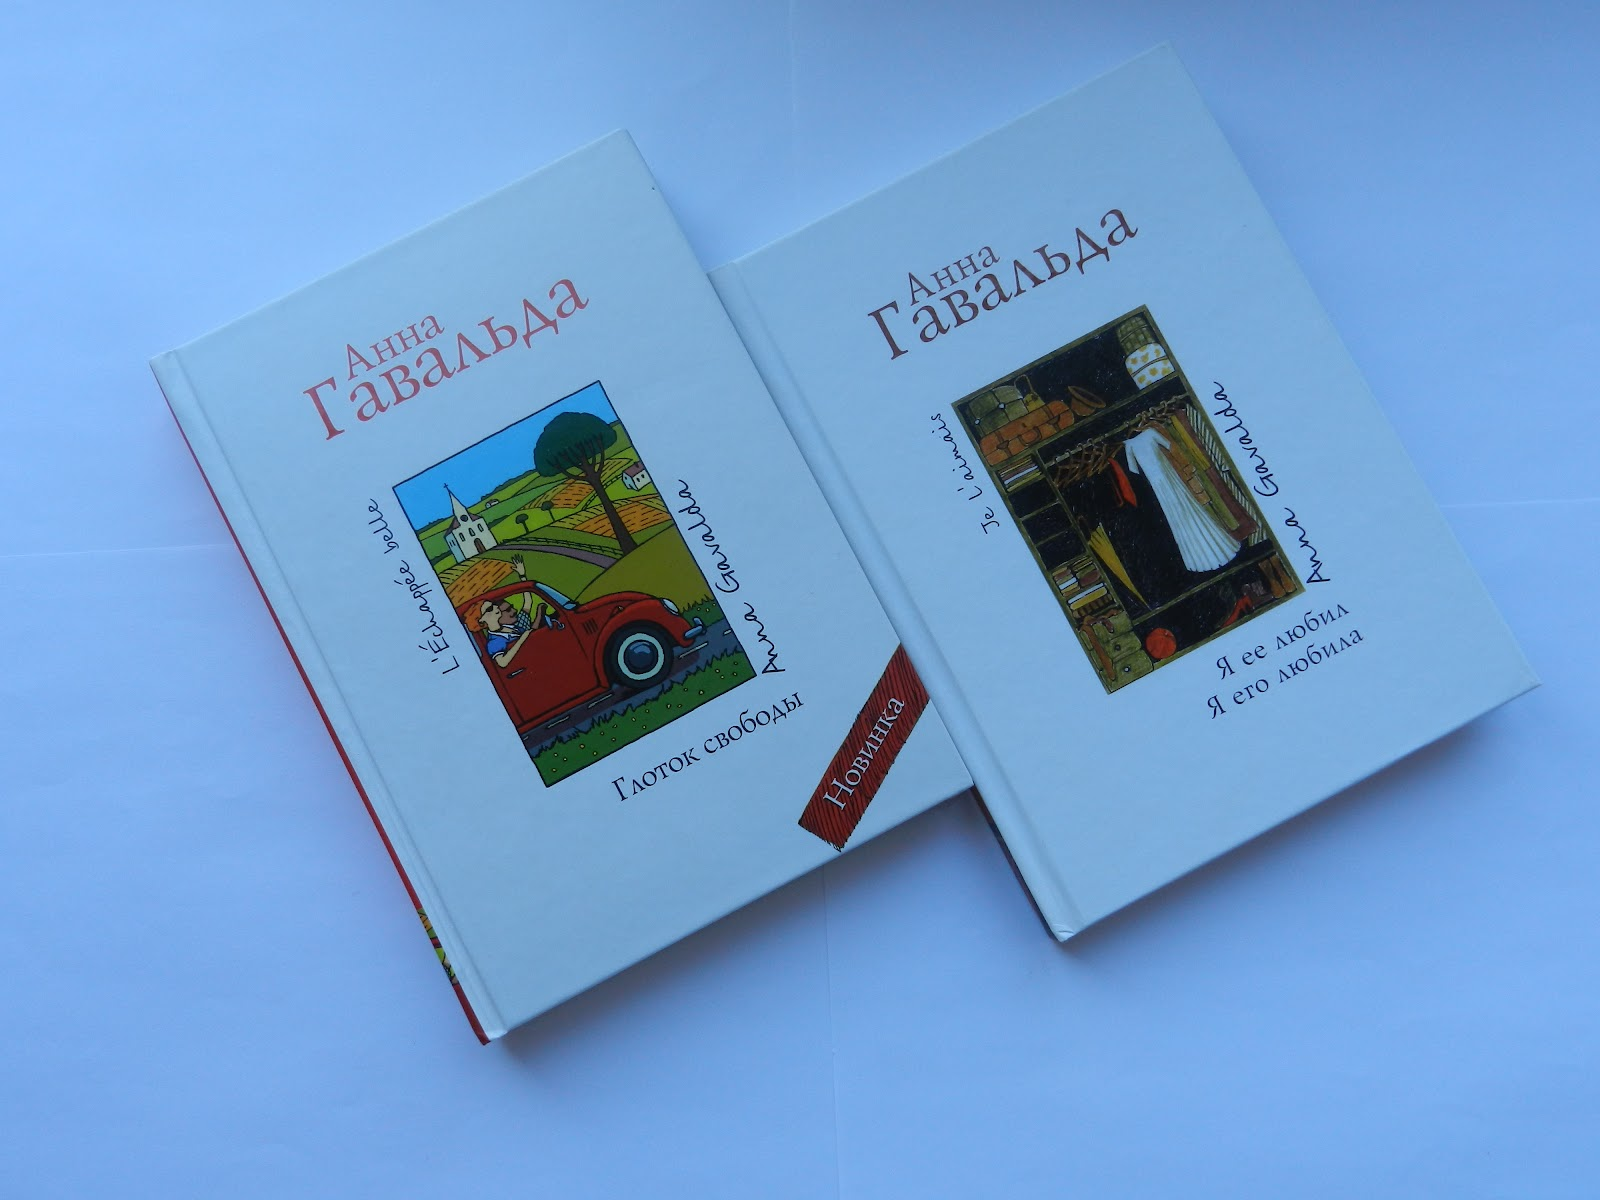 Анна
Гавальда
L'Échappée belle
Anna Gavalda
Глоток свободы
Новинка
Анна
Гавальда
Je L'aimais
Anna Gavalda
Я ее любил
Я его любила